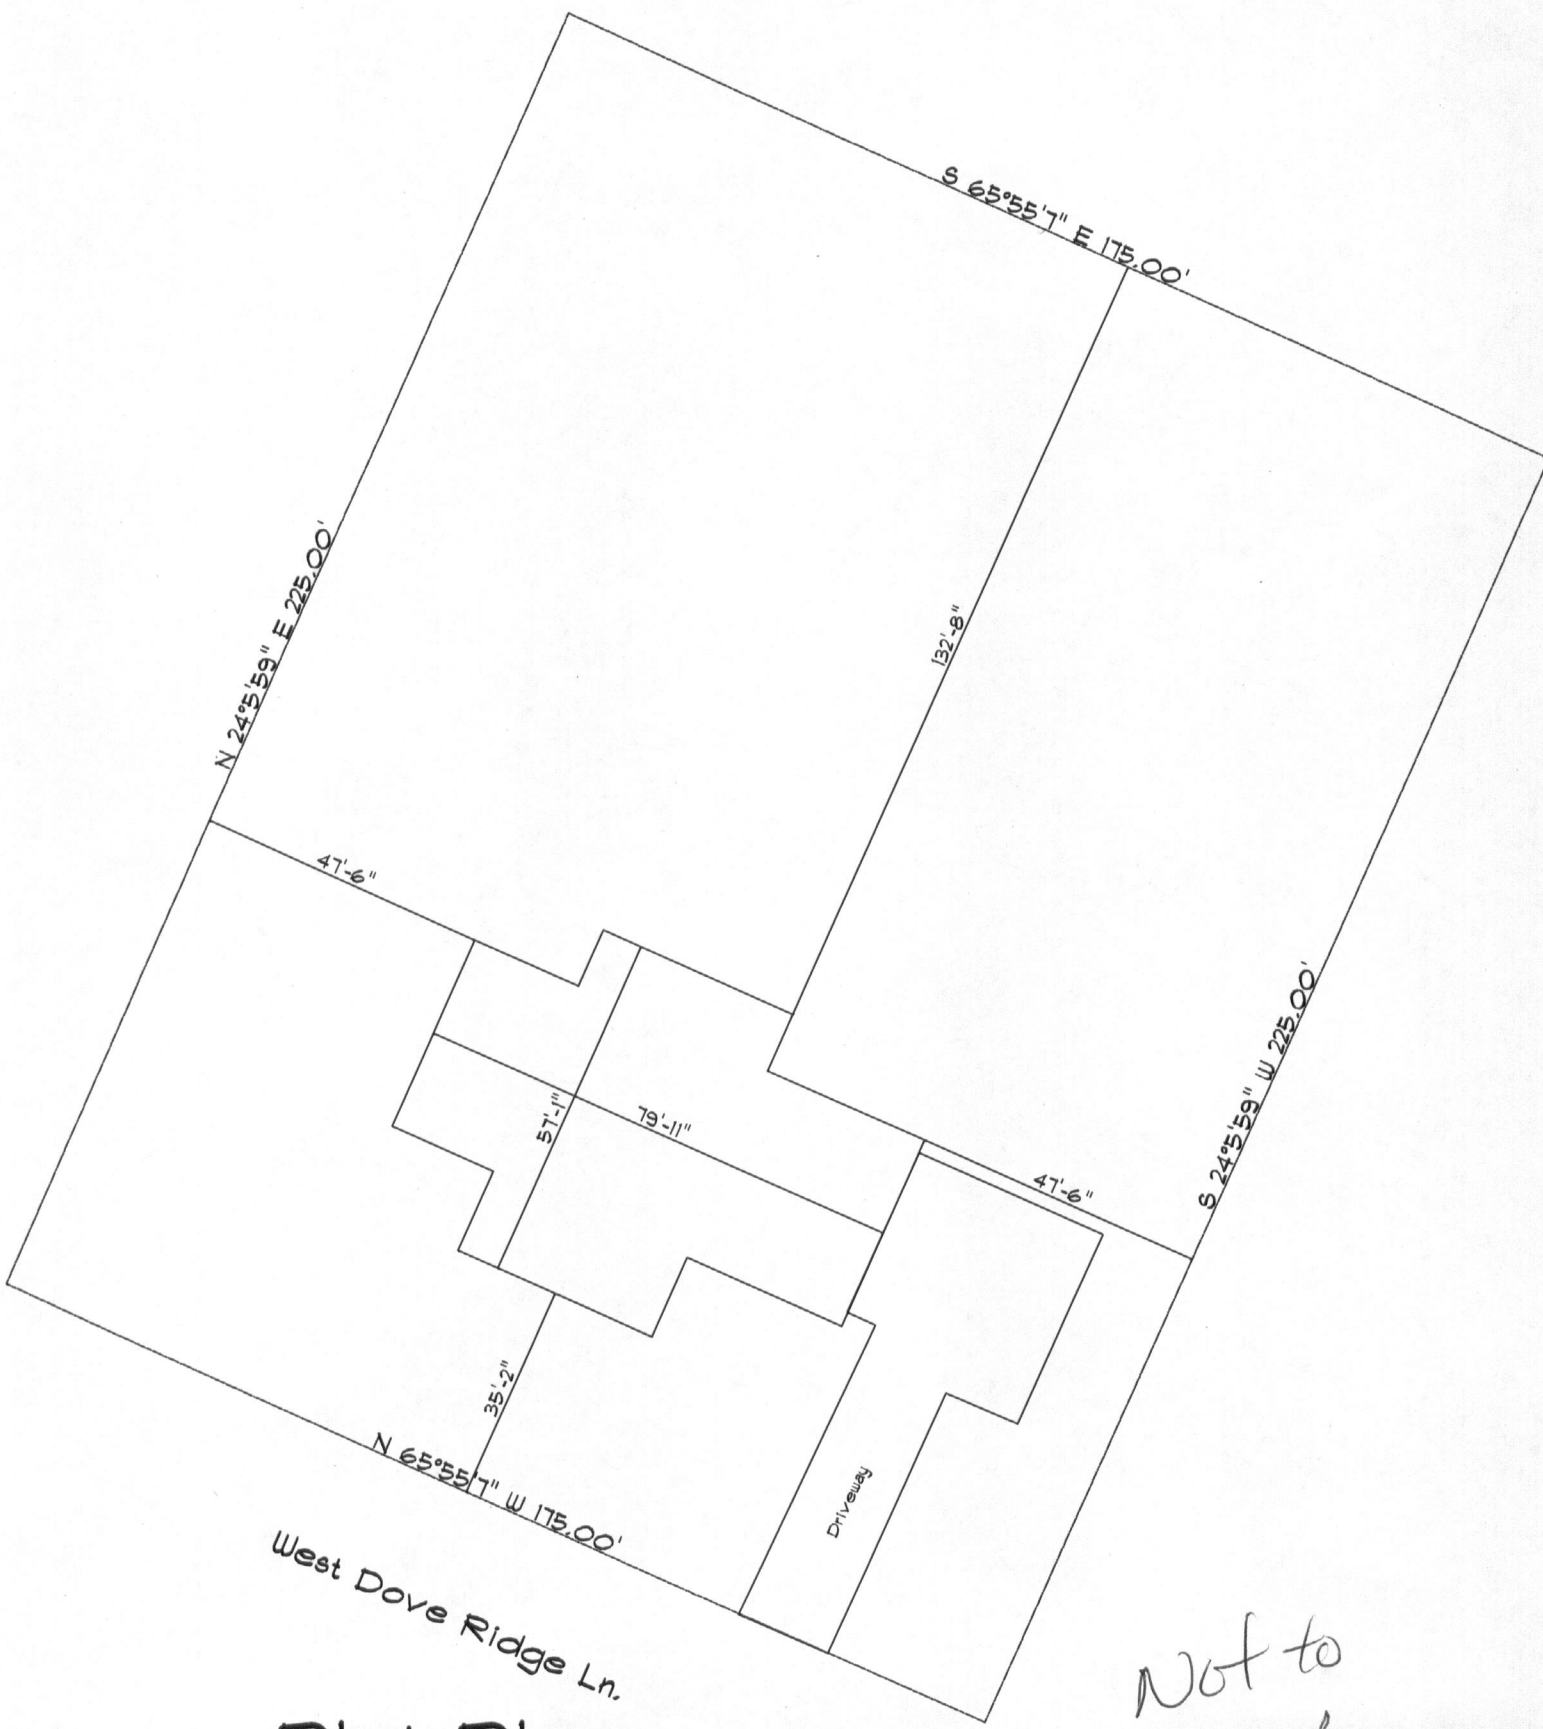 S 65°55'7" E 175.00'
N 24°5'59" E 225.00'
132'-8"
47'-6"
S 24°5'59" W 225.00'
57'-1"
79'-11"
47'-6"
35'-2"
N 65°55'7" W 175.00'
Driveway
West Dove Ridge Ln.
Not to